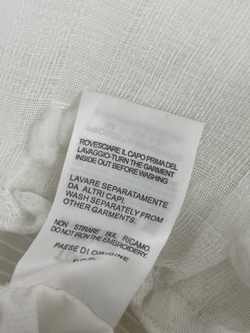 ROVESCIARE IL CAPO PRIMA DEL
LAVAGGIO-TURN THE GARMENT
INSIDE OUT BEFORE WASHING
LAVARE SEPARATAMENTE
DA ALTRI CAPI.
WASH SEPARATELY FROM
OTHER GARMENTS.
NON STIRARE SUL RICAMO
DO NOT IRON THE EMBROIDERY.
PAESE DI ORIGINE